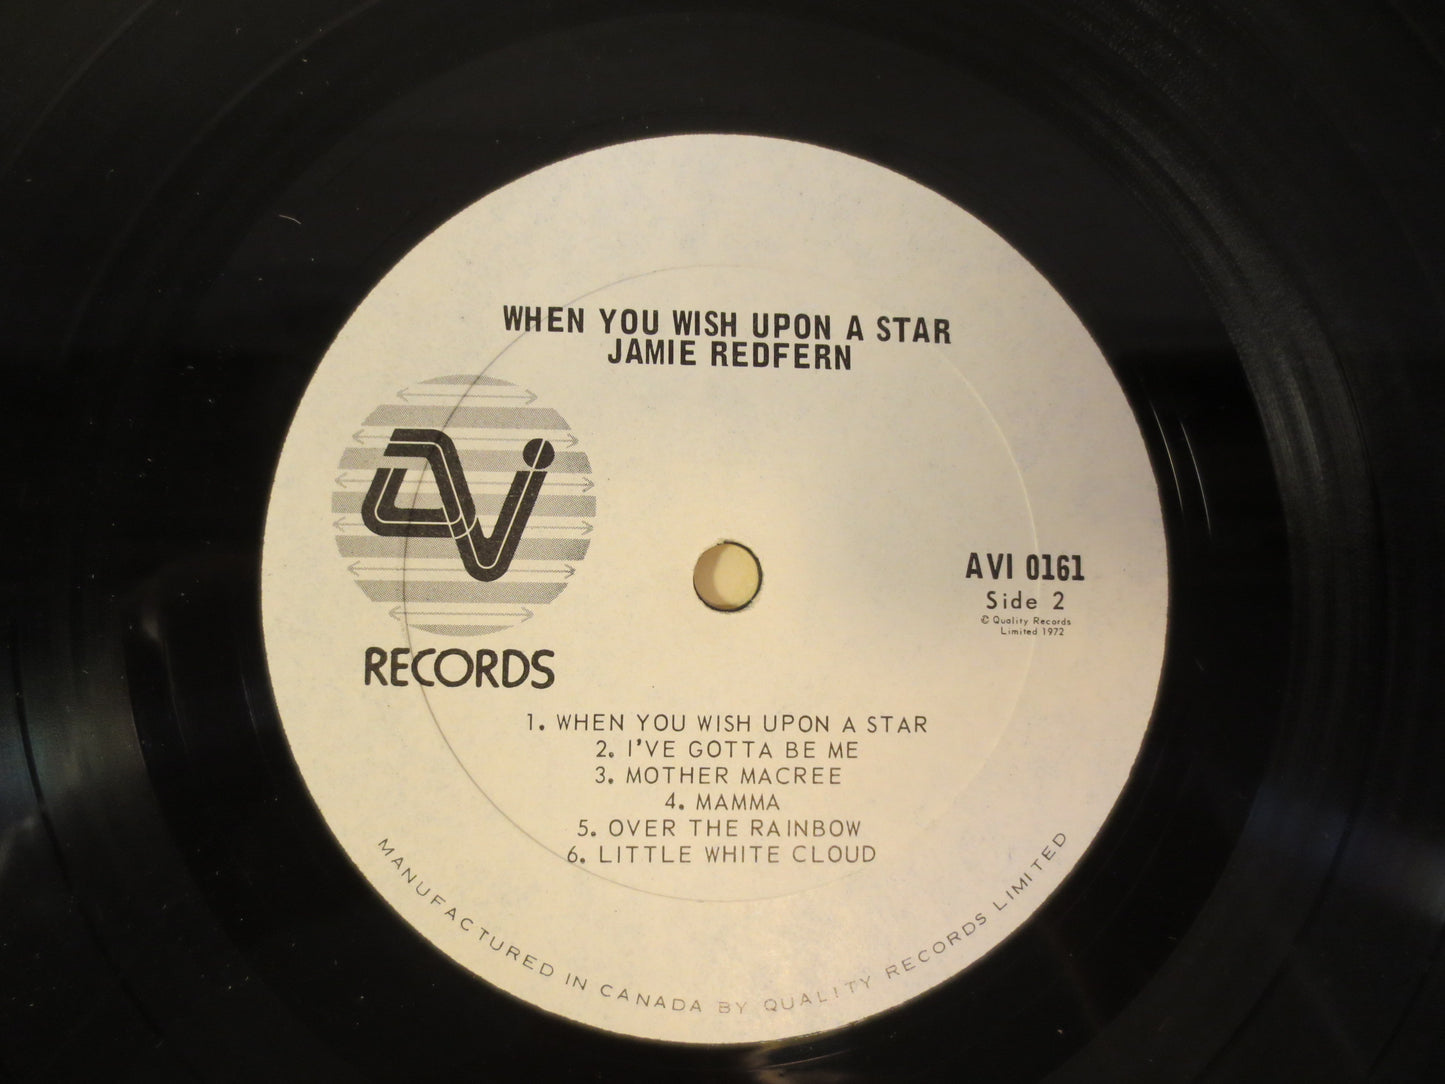 WHEN YOU WISH UPON A STAR
JAMIE REDFERN
AVi
RECORDS
AVI 0161
Side 2
© Quality Records
Limited 1972
1. WHEN YOU WISH UPON A STAR
2. I'VE GOTTA BE ME
3. MOTHER MACREE
4. MAMMA
5. OVER THE RAINBOW
6. LITTLE WHITE CLOUD
MANUFACTURED IN CANADA BY QUALITY RECORDS LIMITED